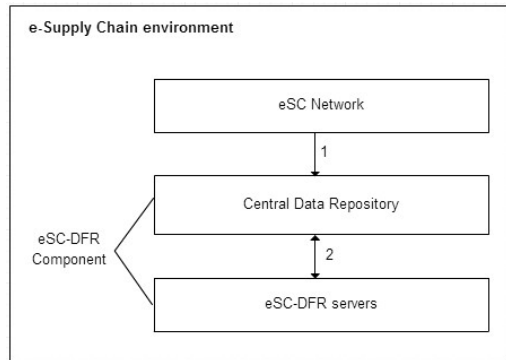 e-Supply Chain environment
eSC Network
1
Central Data Repository
eSC-DFR
Component
2
eSC-DFR servers